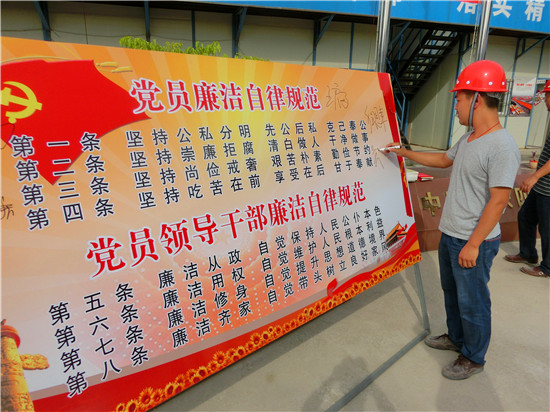 落实精
党员廉洁自律规范
第一条 坚持公私分明 先公后私 克己奉公
第二条 坚持崇廉拒腐 清白做人 干净做事
第三条 坚持尚俭戒奢 艰苦朴素 勤俭节约
第四条 坚持吃苦在前 享受在后 甘于奉献
党员领导干部廉洁自律规范
第五条 廉洁从政 自觉保持人民公仆本色
第六条 廉洁用权 自觉维护人民根本利益
第七条 廉洁修身 自觉提升思想道德境界
第八条 廉洁齐家 自觉带头树立良好家风